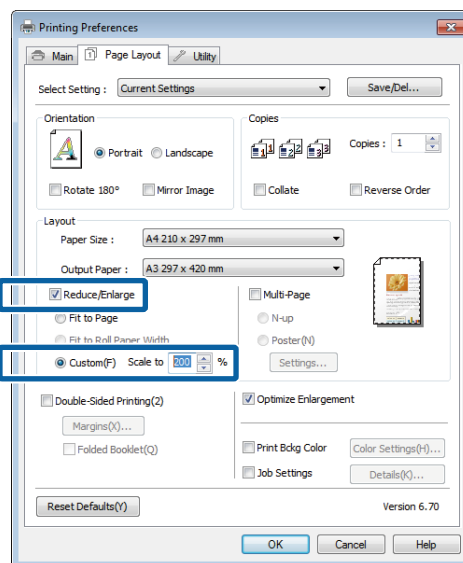 Printing Preferences
Main Page Layout Utility
Select Setting : Current Settings Save/Del...
Orientation
Portrait Landscape
Rotate 180° Mirror Image
Copies
Copies : 1
Collate Reverse Order
Layout
Paper Size : A4 210 x 297 mm
Output Paper : A3 297 x 420 mm
Reduce/Enlarge
Fit to Page
Fit to Roll Paper Width
Custom(F) Scale to 200 %
Multi-Page
N-up
Poster(N)
Settings...
Double-Sided Printing(2)
Margins(X)...
Folded Booklet(Q)
Optimize Enlargement
Print Bckg Color Color Settings(H)...
Job Settings Details(K)...
Reset Defaults(Y) Version 6.70
OK Cancel Help